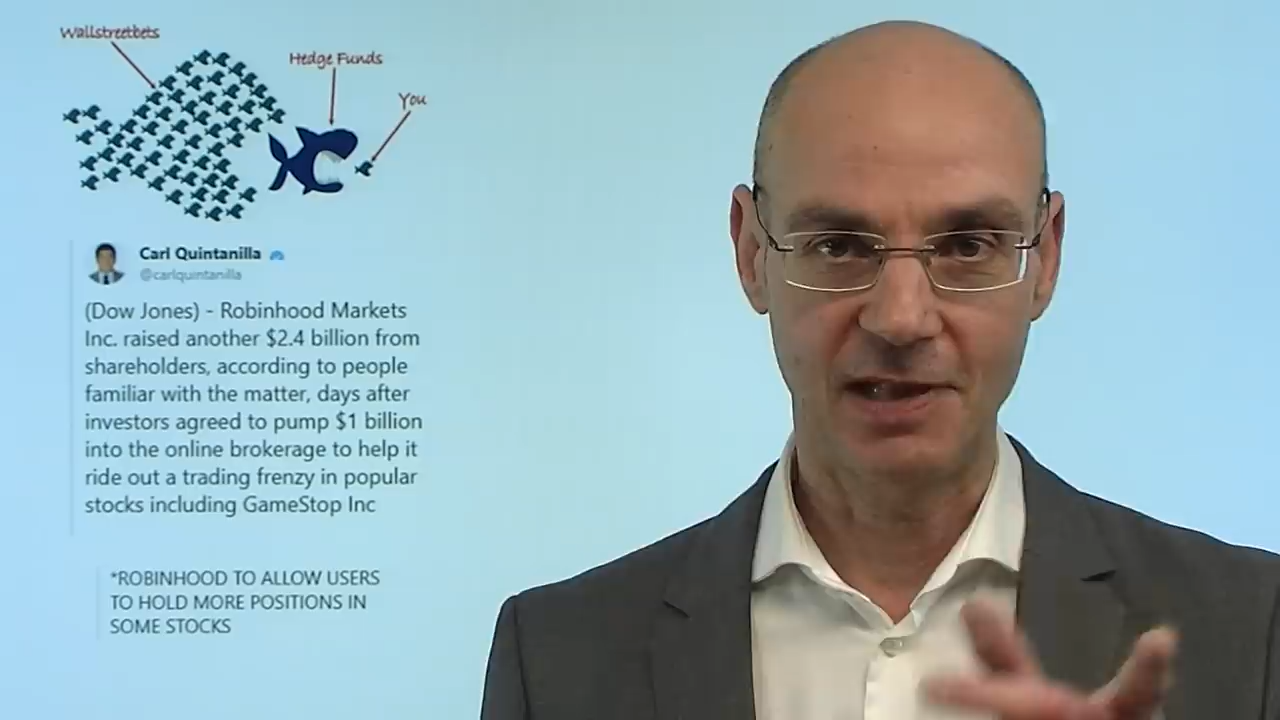 Wallstreetbets
Hedge Funds
You
Carl Quintanilla
@carlquintanilla
(Dow Jones) - Robinhood Markets
Inc. raised another $2.4 billion from
shareholders, according to people
familiar with the matter, days after
investors agreed to pump $1 billion
into the online brokerage to help it
ride out a trading frenzy in popular
stocks including GameStop Inc
*ROBINHOOD TO ALLOW USERS
TO HOLD MORE POSITIONS IN
SOME STOCKS